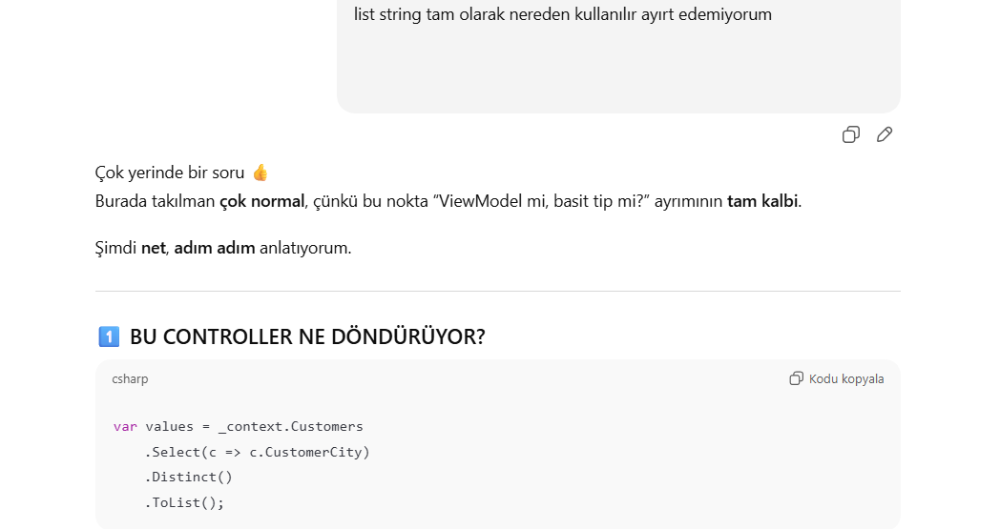 list string tam olarak nereden kullanılır ayırt edemiyorum
Çok yerinde bir soru 👍
Burada takılman çok normal, çünkü bu nokta “ViewModel mi, basit tip mi?” ayrımının tam kalbi.
Şimdi net, adım adım anlatıyorum.
1️⃣ BU CONTROLLER NE DÖNDÜRÜYOR?
csharp
Kodu kopyala
var values = _context.Customers
    .Select(c => c.CustomerCity)
    .Distinct()
    .ToList();